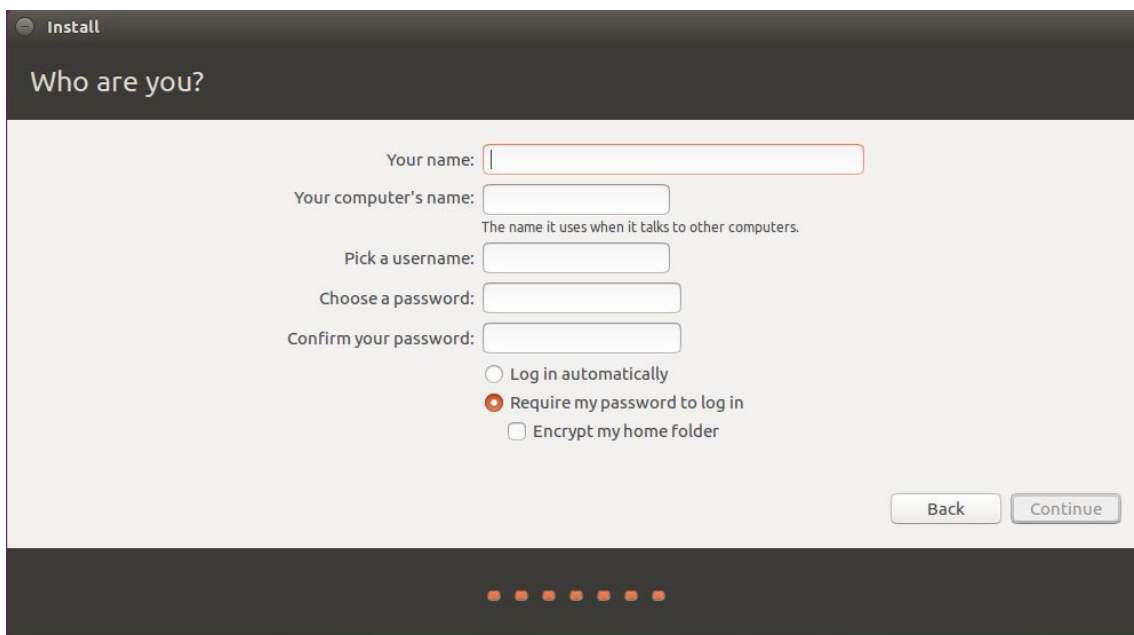 Install
Who are you?
Your name:
Your computer's name:
The name it uses when it talks to other computers.
Pick a username:
Choose a password:
Confirm your password:
Log in automatically
Require my password to log in
Encrypt my home folder
Back Continue